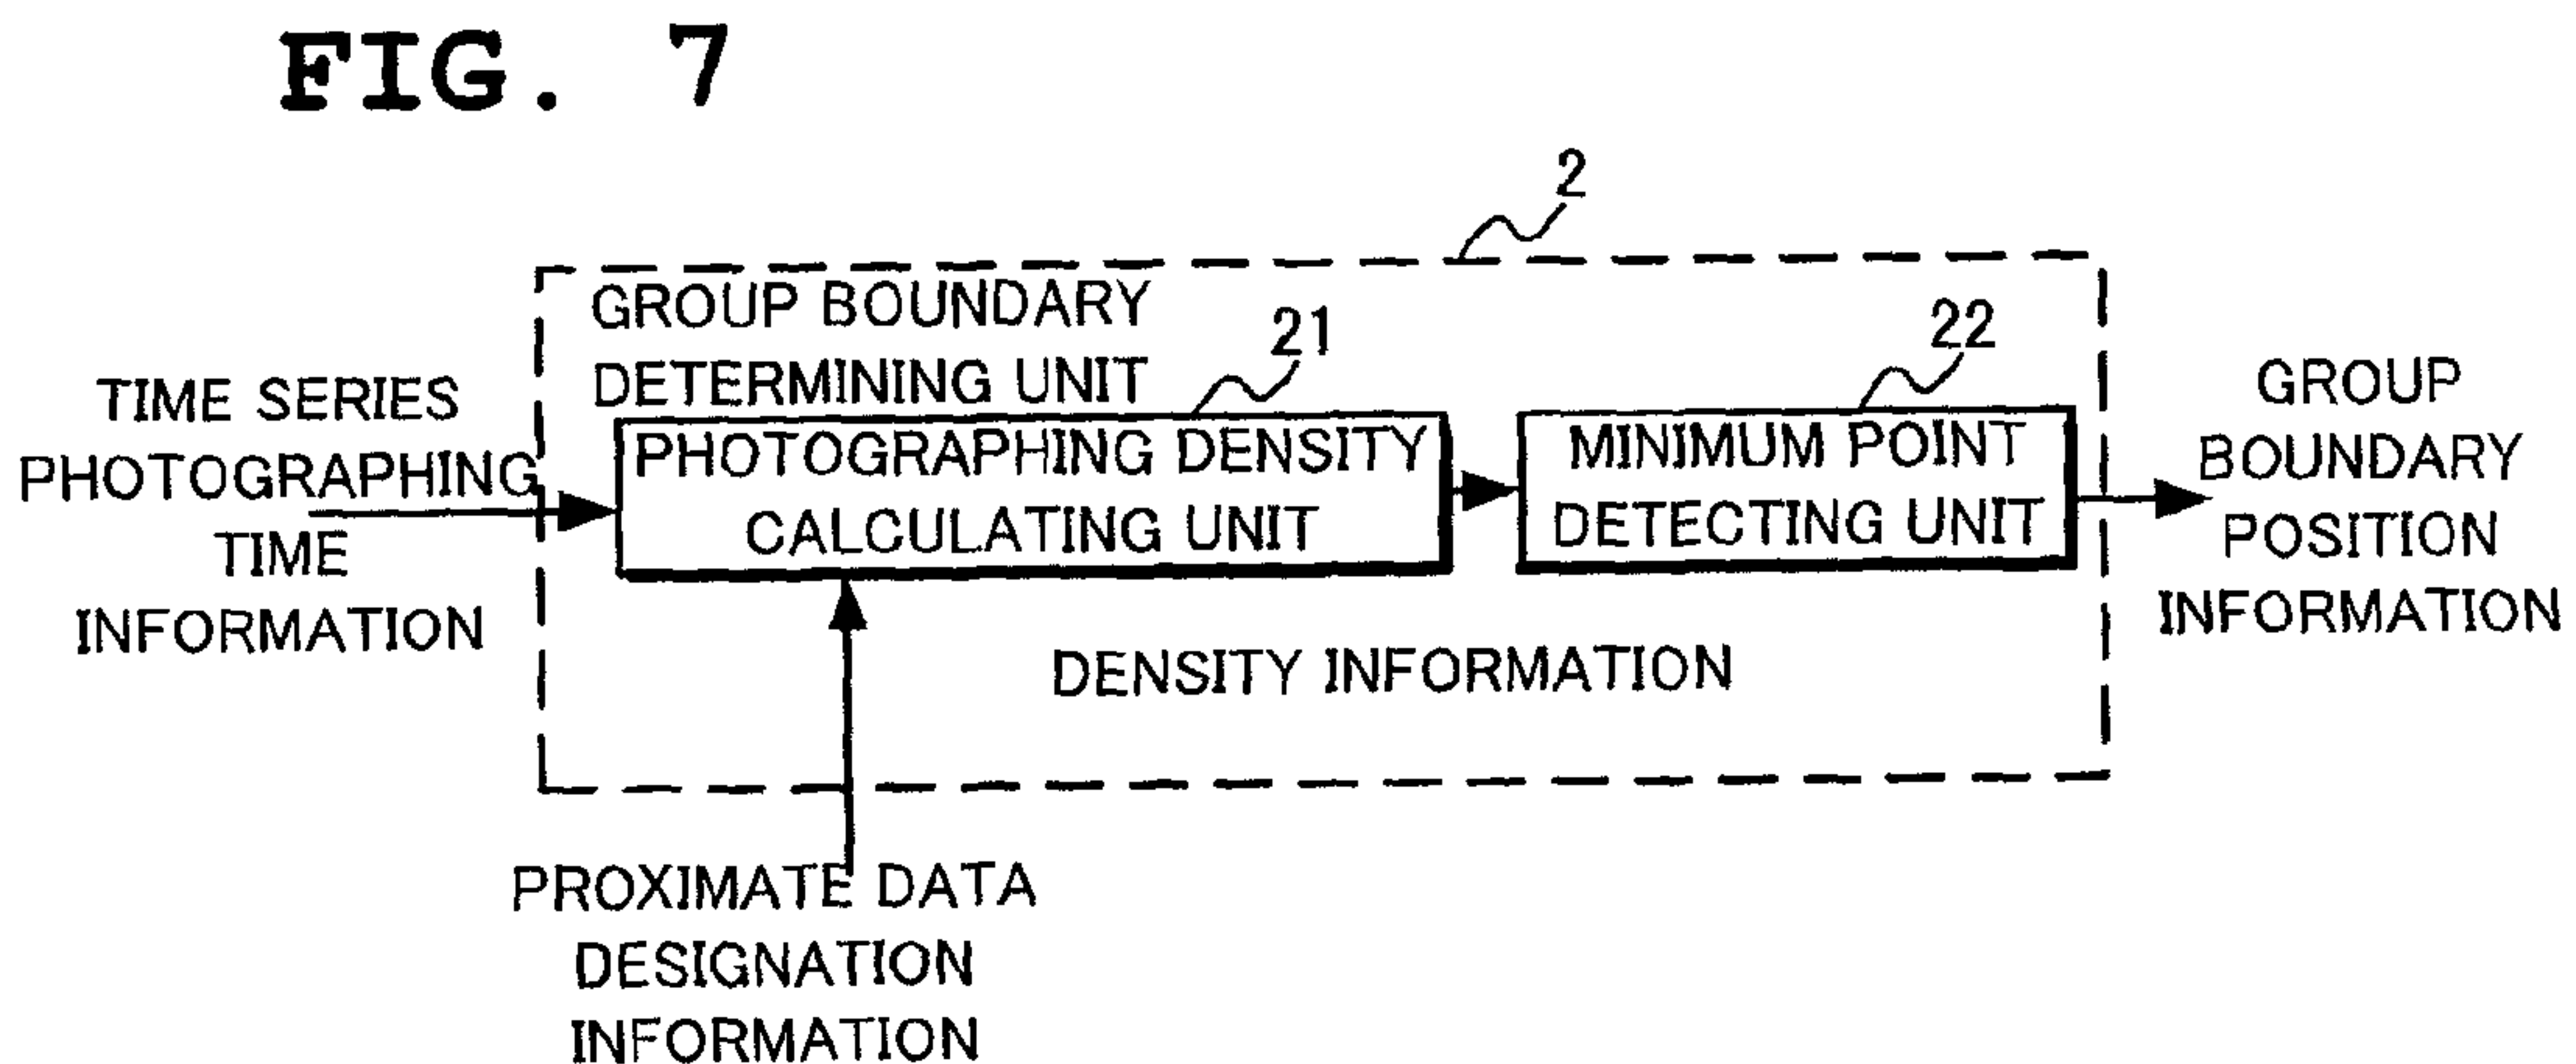 FIG. 7
2
GROUP BOUNDARY
DETERMINING UNIT
21
22
TIME SERIES
PHOTOGRAPHING
TIME
INFORMATION
PHOTOGRAPHING DENSITY
CALCULATING UNIT
MINIMUM POINT
DETECTING UNIT
GROUP
BOUNDARY
POSITION
INFORMATION
DENSITY INFORMATION
PROXIMATE DATA
DESIGNATION
INFORMATION